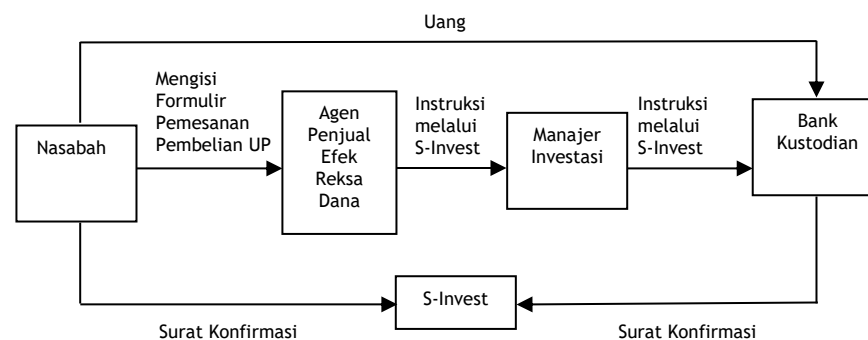 Uang
Mengisi
Formulir
Pemesanan
Pembelian UP
Nasabah
Agen
Penjual
Efek
Reksa
Dana
Instruksi
melalui
S-Invest
Manajer
Investasi
Instruksi
melalui
S-Invest
Bank
Kustodian
S-Invest
Surat Konfirmasi
Surat Konfirmasi